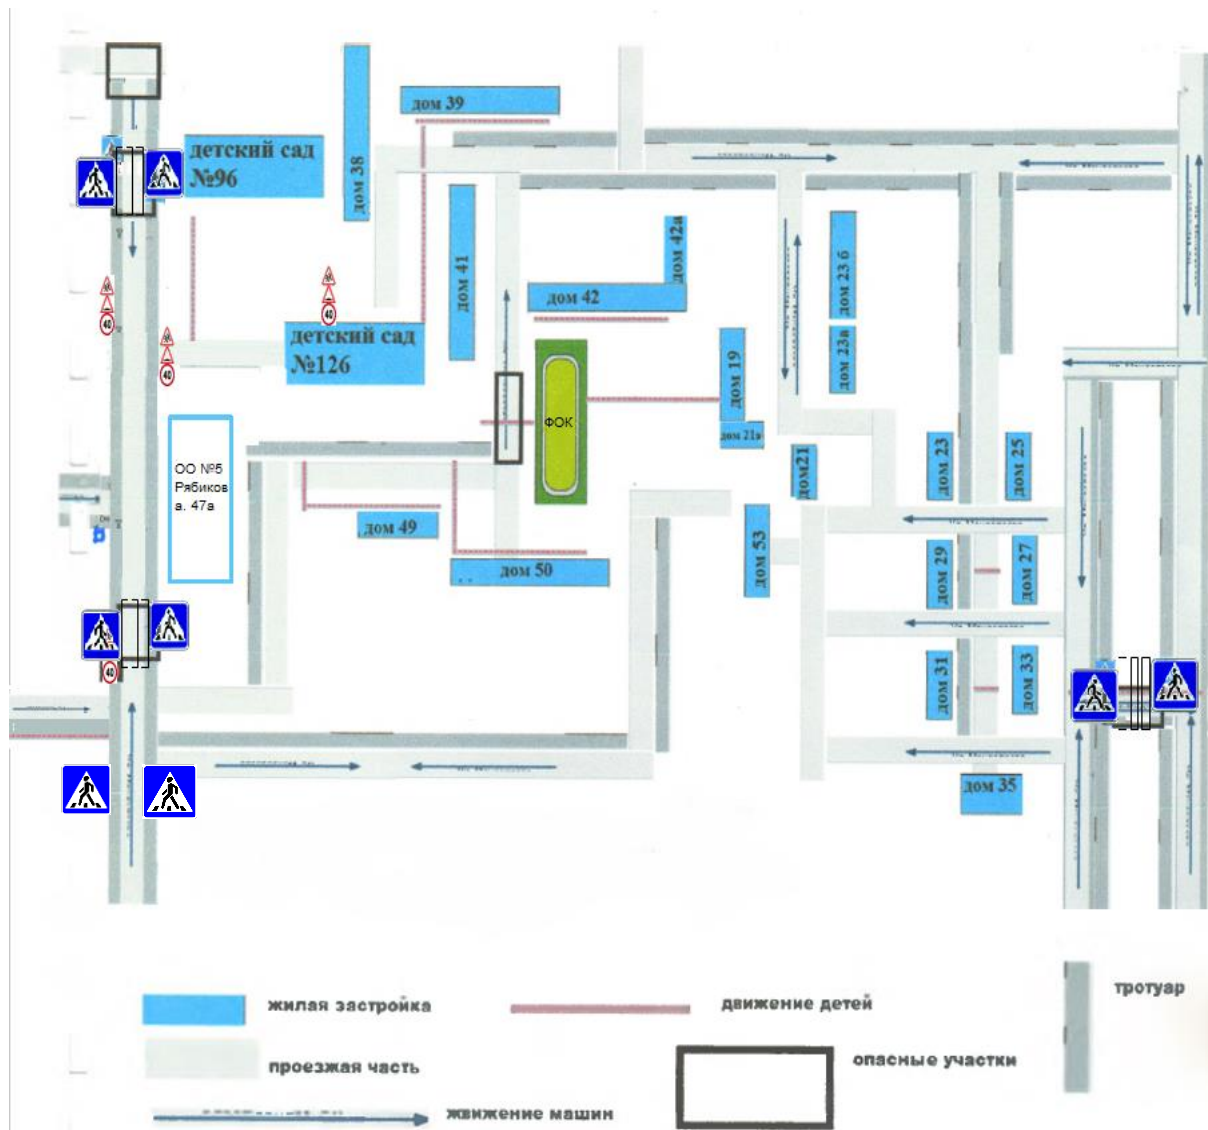 дом 39
детский сад
№96
дом 38
дом 42а
дом 41
дом 23 б
дом 42
40
40
40
детский сад
№126
дом 23в
дом 19
ФОК
дом 21в
ОО №5
Рябиков
а. 47а
дом21
дом 23
дом 25
дом 49
дом 53
дом 50
дом 29
дом 27
40
дом 31
дом 33
дом 35
жилая застройка
движение детей
тротуар
проезжая часть
опасные участки
жвижение машин